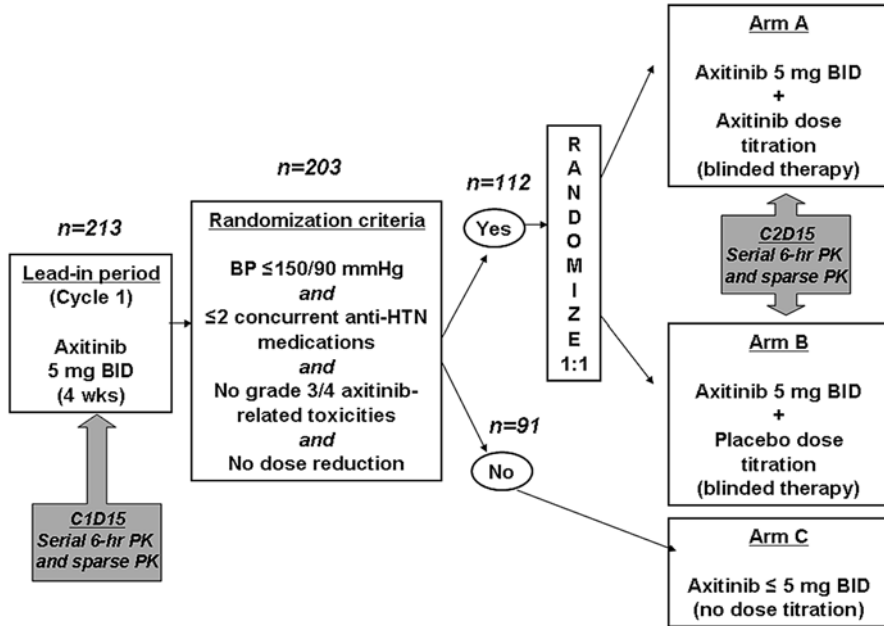 n=213
Lead-in period
(Cycle 1)
Axitinib
5 mg BID
(4 wks)
C1D15
Serial 6-hr PK
and sparse PK
n=203
Randomization criteria
BP ≤150/90 mmHg
and
≤2 concurrent anti-HTN
medications
and
No grade 3/4 axitinib-
related toxicities
and
No dose reduction
n=112
Yes
n=91
No
R
A
N
D
O
M
I
Z
E
1:1
Arm A
Axitinib 5 mg BID
+
Axitinib dose
titration
(blinded therapy)
C2D15
Serial 6-hr PK
and sparse PK
Arm B
Axitinib 5 mg BID
+
Placebo dose
titration
(blinded therapy)
Arm C
Axitinib ≤ 5 mg BID
(no dose titration)